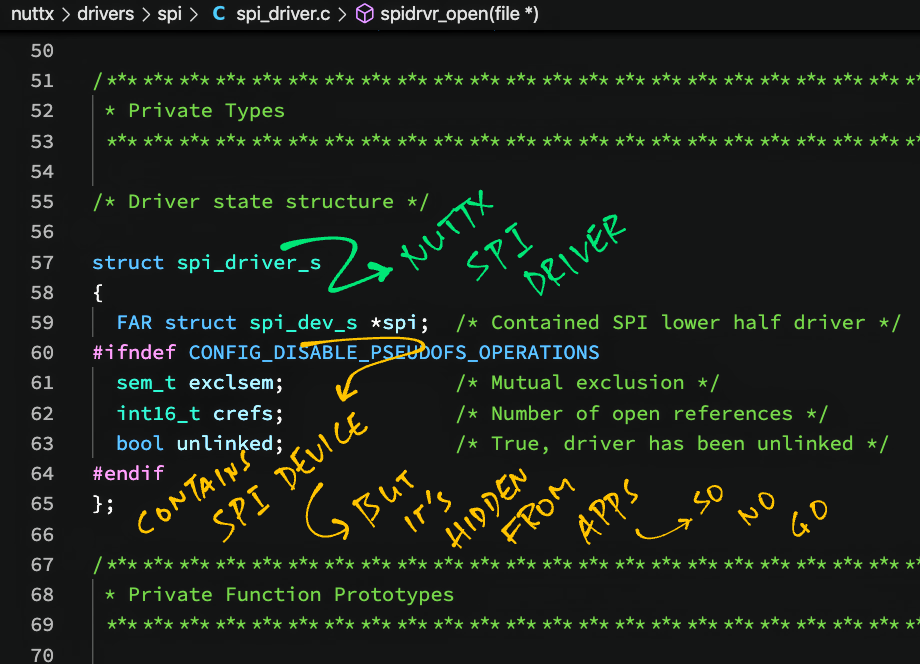 nuttx > drivers > spi > C spi_driver.c > spidrvr_open(file *)
50
51 /*******************************************************************
52 * Private Types
53 *******************************************************************
54
55 /* Driver state structure */
56
57 struct spi_driver_s
NUTTX
SPI
DRIVER
58 {
59 FAR struct spi_dev_s *spi; /* Contained SPI lower half driver */
60 #ifndef CONFIG_DISABLE_PSEUDOFS_OPERATIONS
61 sem_t exclsem; /* Mutual exclusion */
62 int16_t crefs; /* Number of open references */
63 bool unlinked; /* True, driver has been unlinked */
64 #endif
65 };
CONTAINS
SPI DEVICE
BUT
IT'S
HIDDEN
FROM
APPS
SO
NO
GO
66
67 /*******************************************************************
68 * Private Function Prototypes
69 *******************************************************************
70